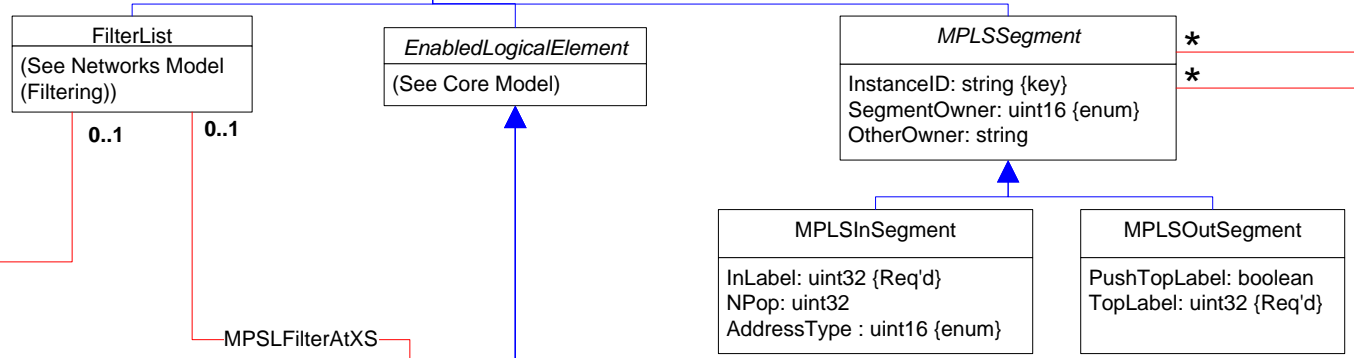 FilterList
(See Networks Model
(Filtering))
0..1
0..1
MPSLFilterAtXS
EnabledLogicalElement
(See Core Model)
MPLSSegment
InstanceID: string {key}
SegmentOwner: uint16 {enum}
OtherOwner: string
*
*
MPLSInSegment
InLabel: uint32 {Req'd}
NPop: uint32
AddressType : uint16 {enum}
MPLSOutSegment
PushTopLabel: boolean
TopLabel: uint32 {Req'd}